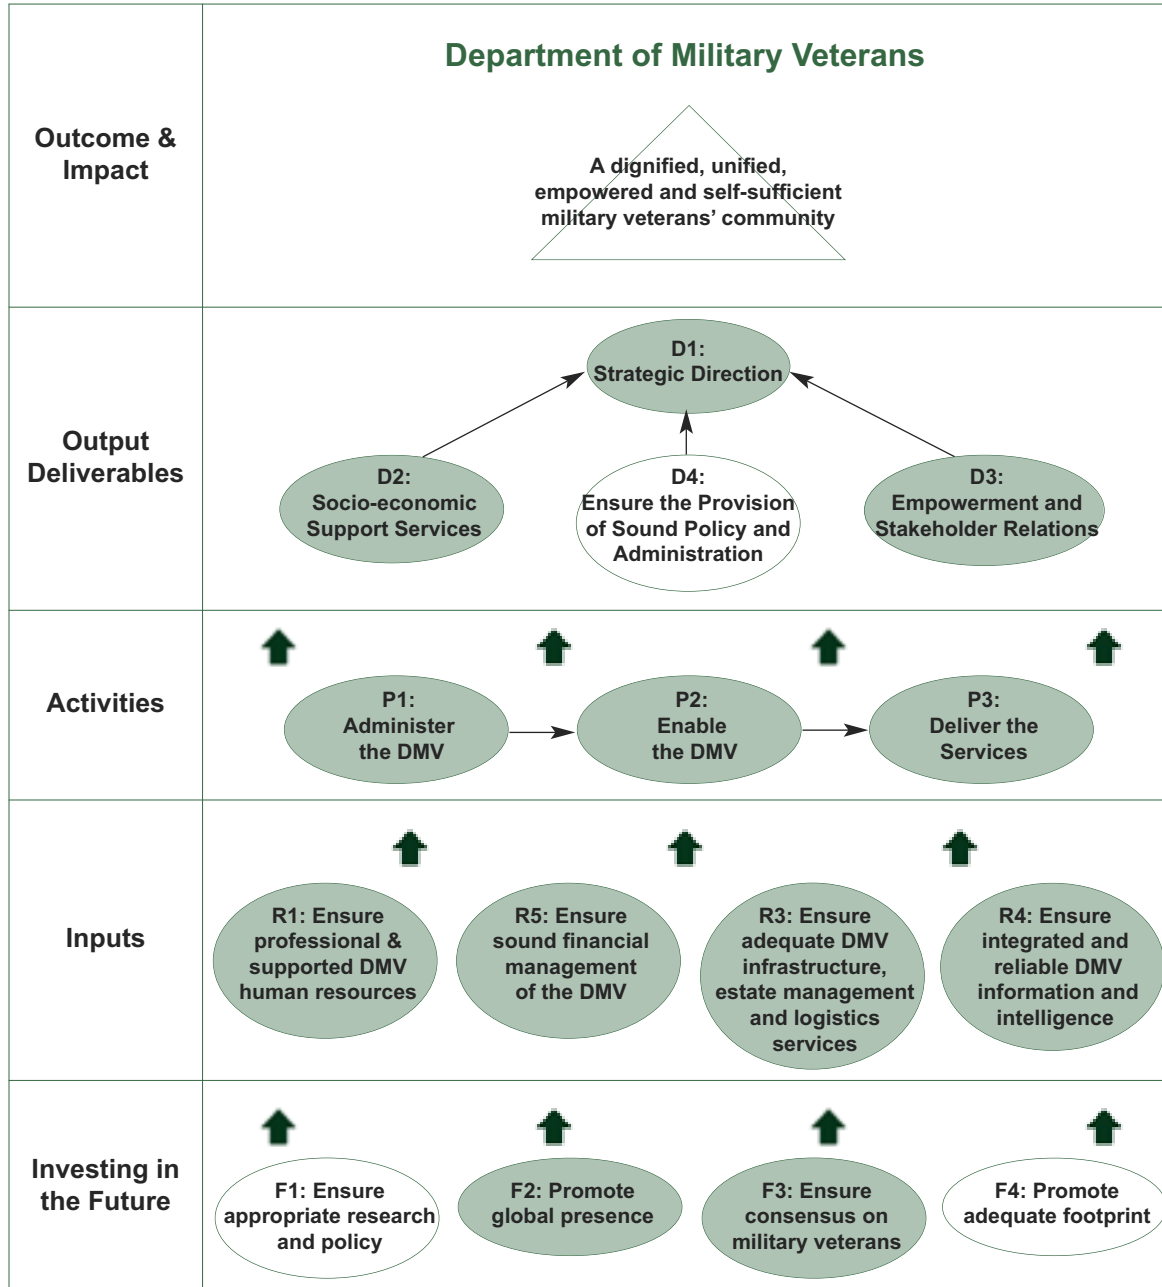 Department of Military Veterans
Outcome &
Impact
A dignified, unified,
empowered and self-sufficient
military veterans’ community
Output
Deliverables
D1:
Strategic Direction
D2:
Socio-economic
Support Services
D4:
Ensure the Provision
of Sound Policy and
Administration
D3:
Empowerment and
Stakeholder Relations
Activities
P1:
Administer
the DMV
P2:
Enable
the DMV
P3:
Deliver the
Services
Inputs
R1: Ensure
professional &
supported DMV
human resources
R5: Ensure
sound financial
management
of the DMV
R3: Ensure
adequate DMV
infrastructure,
estate management
and logistics
services
R4: Ensure
integrated and
reliable DMV
information and
intelligence
Investing in
the Future
F1: Ensure
appropriate research
and policy
F2: Promote
global presence
F3: Ensure
consensus on
military veterans
F4: Promote
adequate footprint